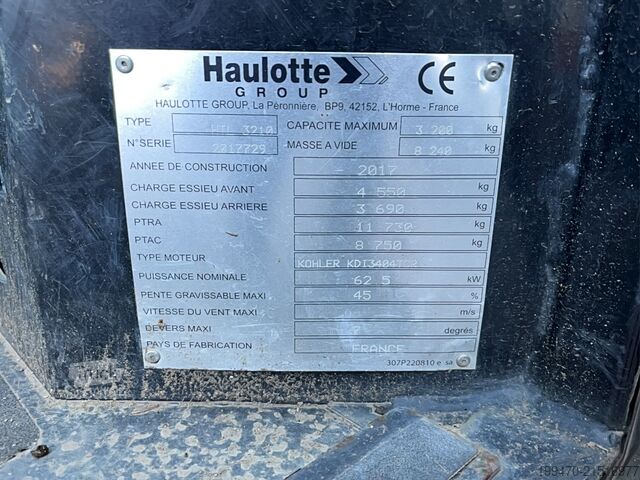 Haulotte
GROUP
CE
HAULOTTE GROUP, La Péronnière, BP9, 42152, L'Horme - France
TYPE HTL 3210 CAPACITE MAXIMUM 3 200 kg
N°SERIE 2017729 MASSE A VIDE 8 240 kg
ANNEE DE CONSTRUCTION - 2017
CHARGE ESSIEU AVANT 4 550 kg
CHARGE ESSIEU ARRIERE 3 690 kg
PTRA 11 730 kg
PTAC 8 750 kg
TYPE MOTEUR KOHLER
PUISSANCE NOMINALE 62 5 kW
PENTE GRAVISSABLE MAXI 45 %
VITESSE DU VENT MAXI m/s
DEVERS MAXI degrés
PAYS DE FABRICATION FRANCE
307P220810 e sa